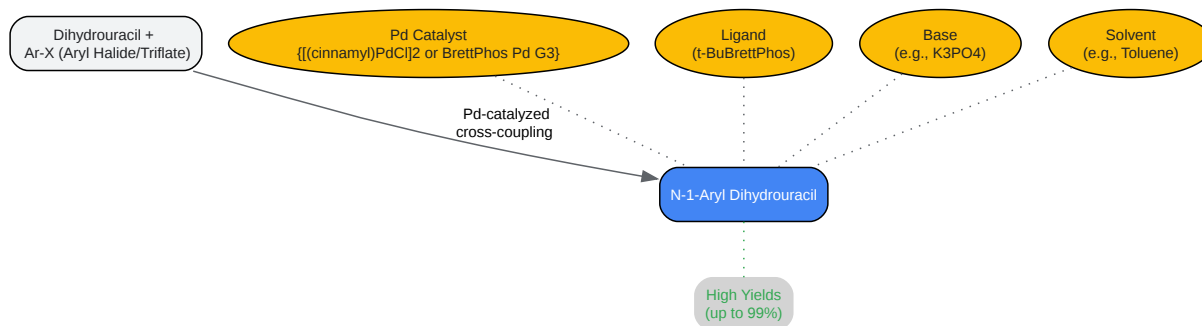 Dihydrouracil +
Ar-X (Aryl Halide/Triflate)
Pd Catalyst
{[(cinnamyl)PdCl]2 or BrettPhos Pd G3}
Ligand
(t-BuBrettPhos)
Base
(e.g., K3PO4)
Solvent
(e.g., Toluene)
Pd-catalyzed
cross-coupling
N-1-Aryl Dihydrouracil
High Yields
(up to 99%)